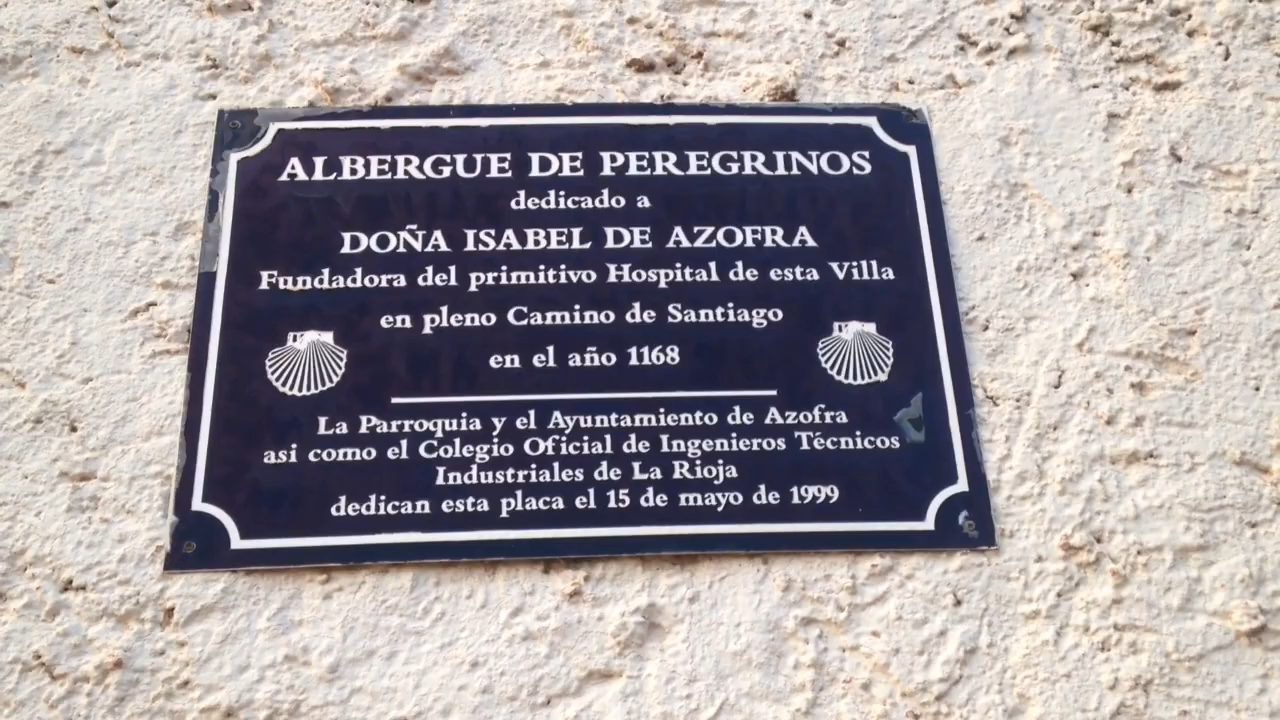 ALBERGUE DE PEREGRINOS
dedicado a
DOÑA ISABEL DE AZOFRA
Fundadora del primitivo Hospital de esta Villa
en pleno Camino de Santiago
en el año 1168
La Parroquia y el Ayuntamiento de Azofra
asi como el Colegio Oficial de Ingenieros Técnicos
Industriales de La Rioja
dedican esta placa el 15 de mayo de 1999